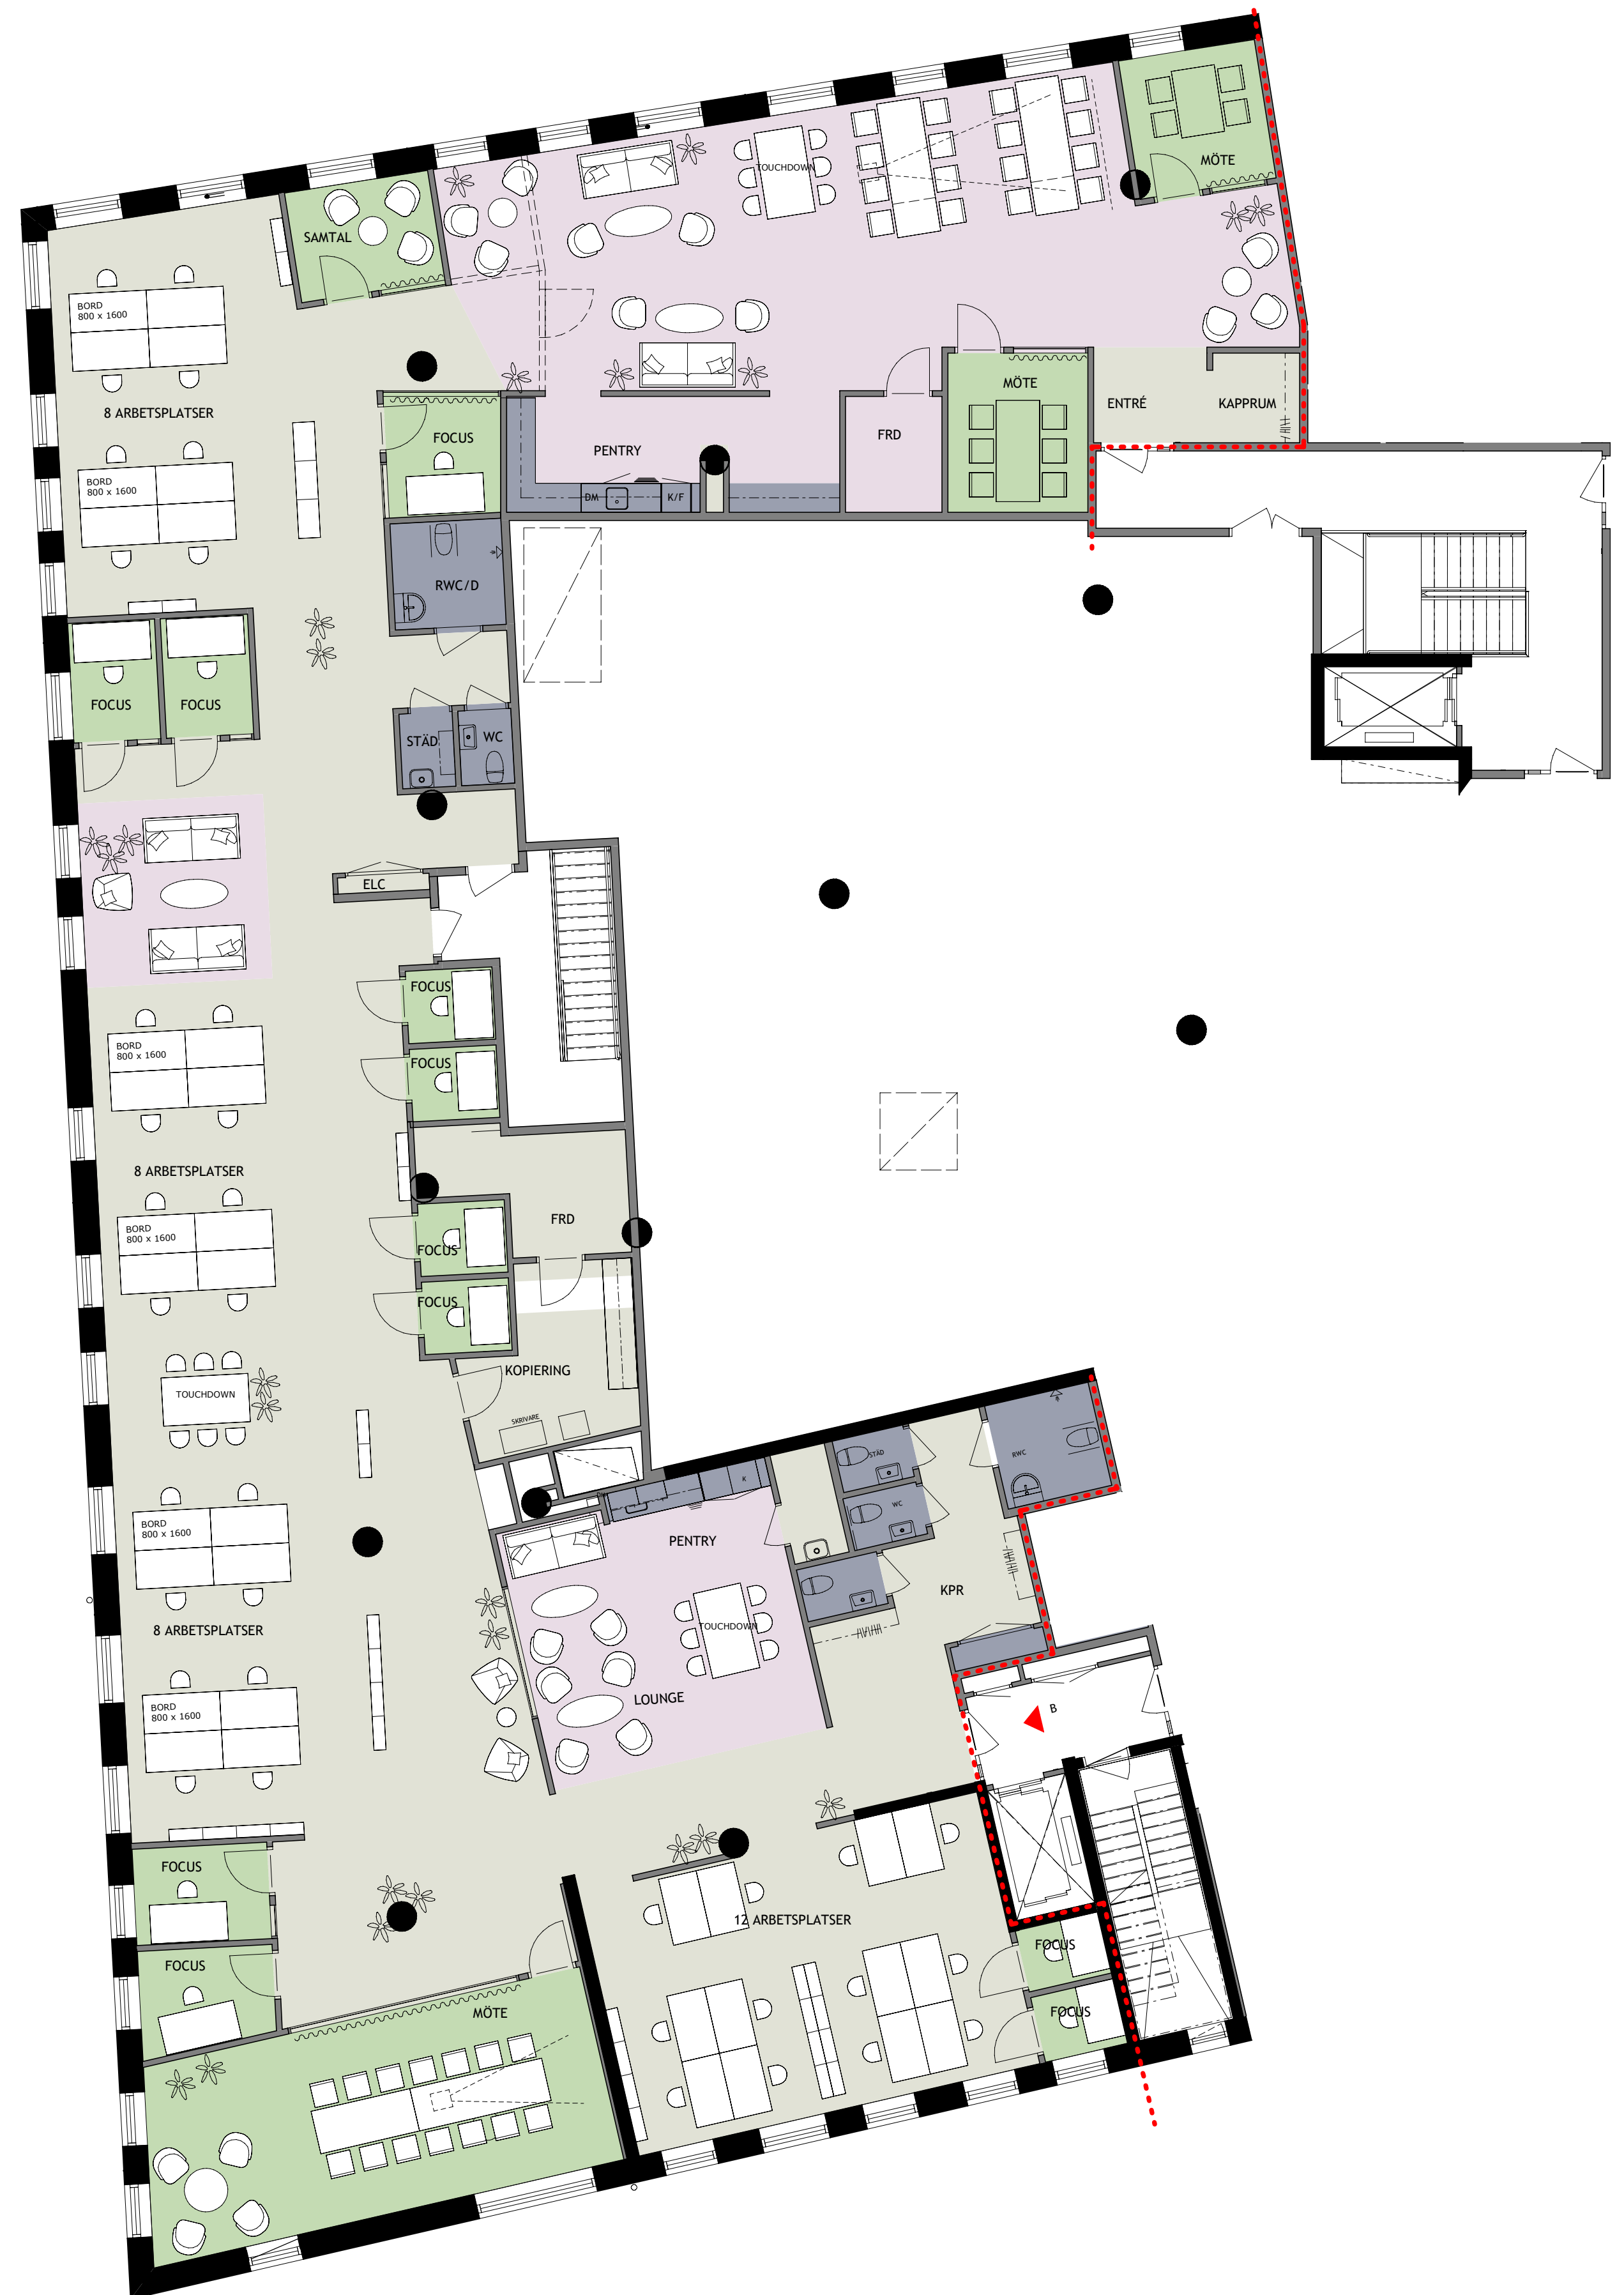 MÖTE
TOUCHDOWN
SAMTAL
BORD
800 x 1600
8 ARBETSPLATSER
FOCUS
MÖTE
ENTRÉ
KAPPRUM
FRD
PENTRY
BORD
800 x 1600
DM
K/F
RWC/D
FOCUS
FOCUS
STÄD
WC
ELC
FOCUS
BORD
800 x 1600
FOCUS
8 ARBETSPLATSER
FRD
BORD
800 x 1600
FOCUS
FOCUS
KOPIERING
TOUCHDOWN
SKRIVARE
STÄD
RWC
K
WC
BORD
800 x 1600
PENTRY
KPR
8 ARBETSPLATSER
TOUCHDOWN
LOUNGE
BORD
800 x 1600
B
FOCUS
12 ARBETSPLATSER
FOCUS
FOCUS
MÖTE
FOCUS